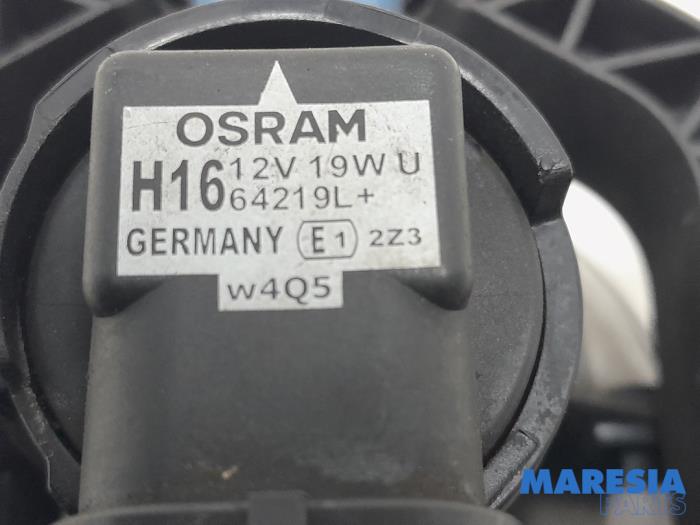 OSRAM
H16 12V 19W U
64219L+
GERMANY E1 2Z3
w4Q5
MARESIA
PARTS